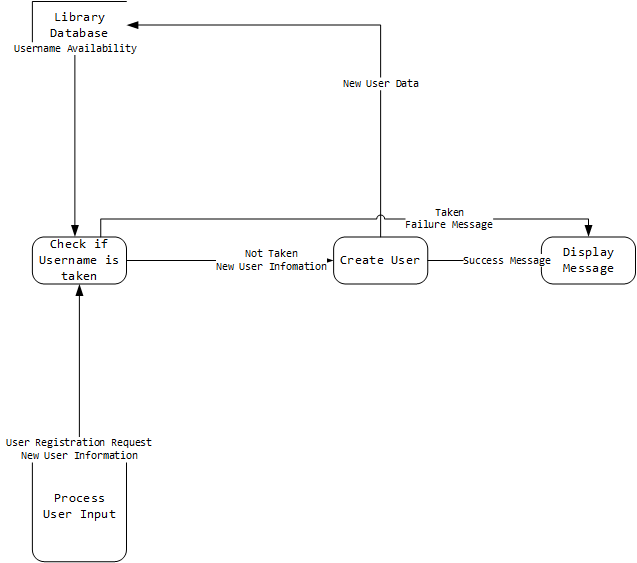 Library
Database
Username Availability
New User Data
Taken
Failure Message
Check if
Username is
taken
Not Taken
New User Infomation
Create User
Success Message
Display
Message
User Registration Request
New User Information
Process
User Input